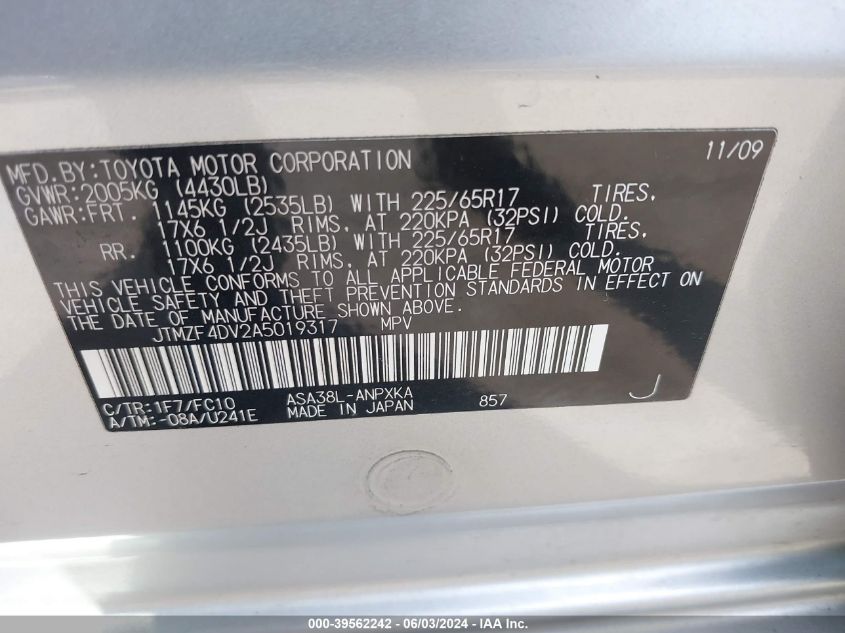 MFD.BY:TOYOTA MOTOR CORPORATION 11/09
GVWR:2005KG (4430LB)
GAWR:FRT. 1145KG (2535LB) WITH 225/65R17 TIRES,
17X6 1/2J RIMS, AT 220KPA (32PSI) COLD.
RR. 1100KG (2435LB) WITH 225/65R17 TIRES,
17X6 1/2J RIMS, AT 220KPA (32PSI) COLD.
THIS VEHICLE CONFORMS TO ALL APPLICABLE FEDERAL MOTOR
VEHICLE SAFETY AND THEFT PREVENTION STANDARDS IN EFFECT ON
THE DATE OF MANUFACTURE SHOWN ABOVE.
JTMZF4DV2A5019317 MPV
C/TR:1F7/FC10 ASA38L-ANPXKA
A/TM:-08A/U241E MADE IN JAPAN 857 J
000-39562242 - 06/03/2024 - IAA Inc.